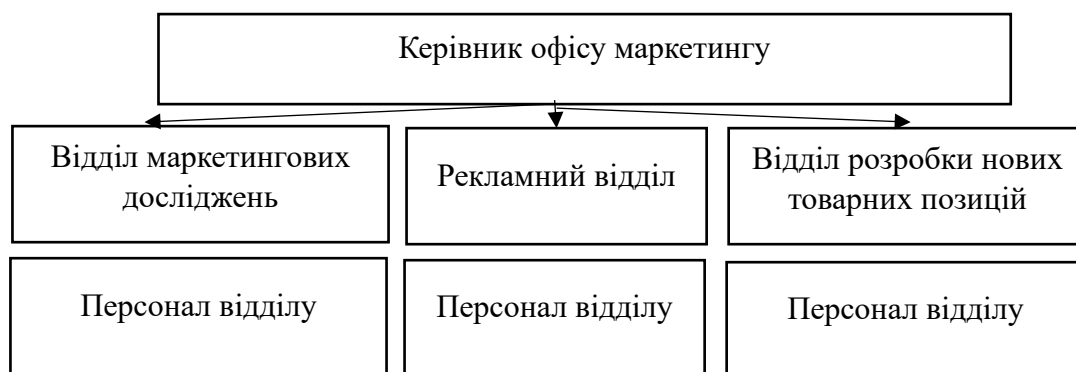 Керівник офісу маркетингу
Відділ маркетингових
досліджень
Рекламний відділ
Відділ розробки нових
товарних позицій
Персонал відділу
Персонал відділу
Персонал відділу